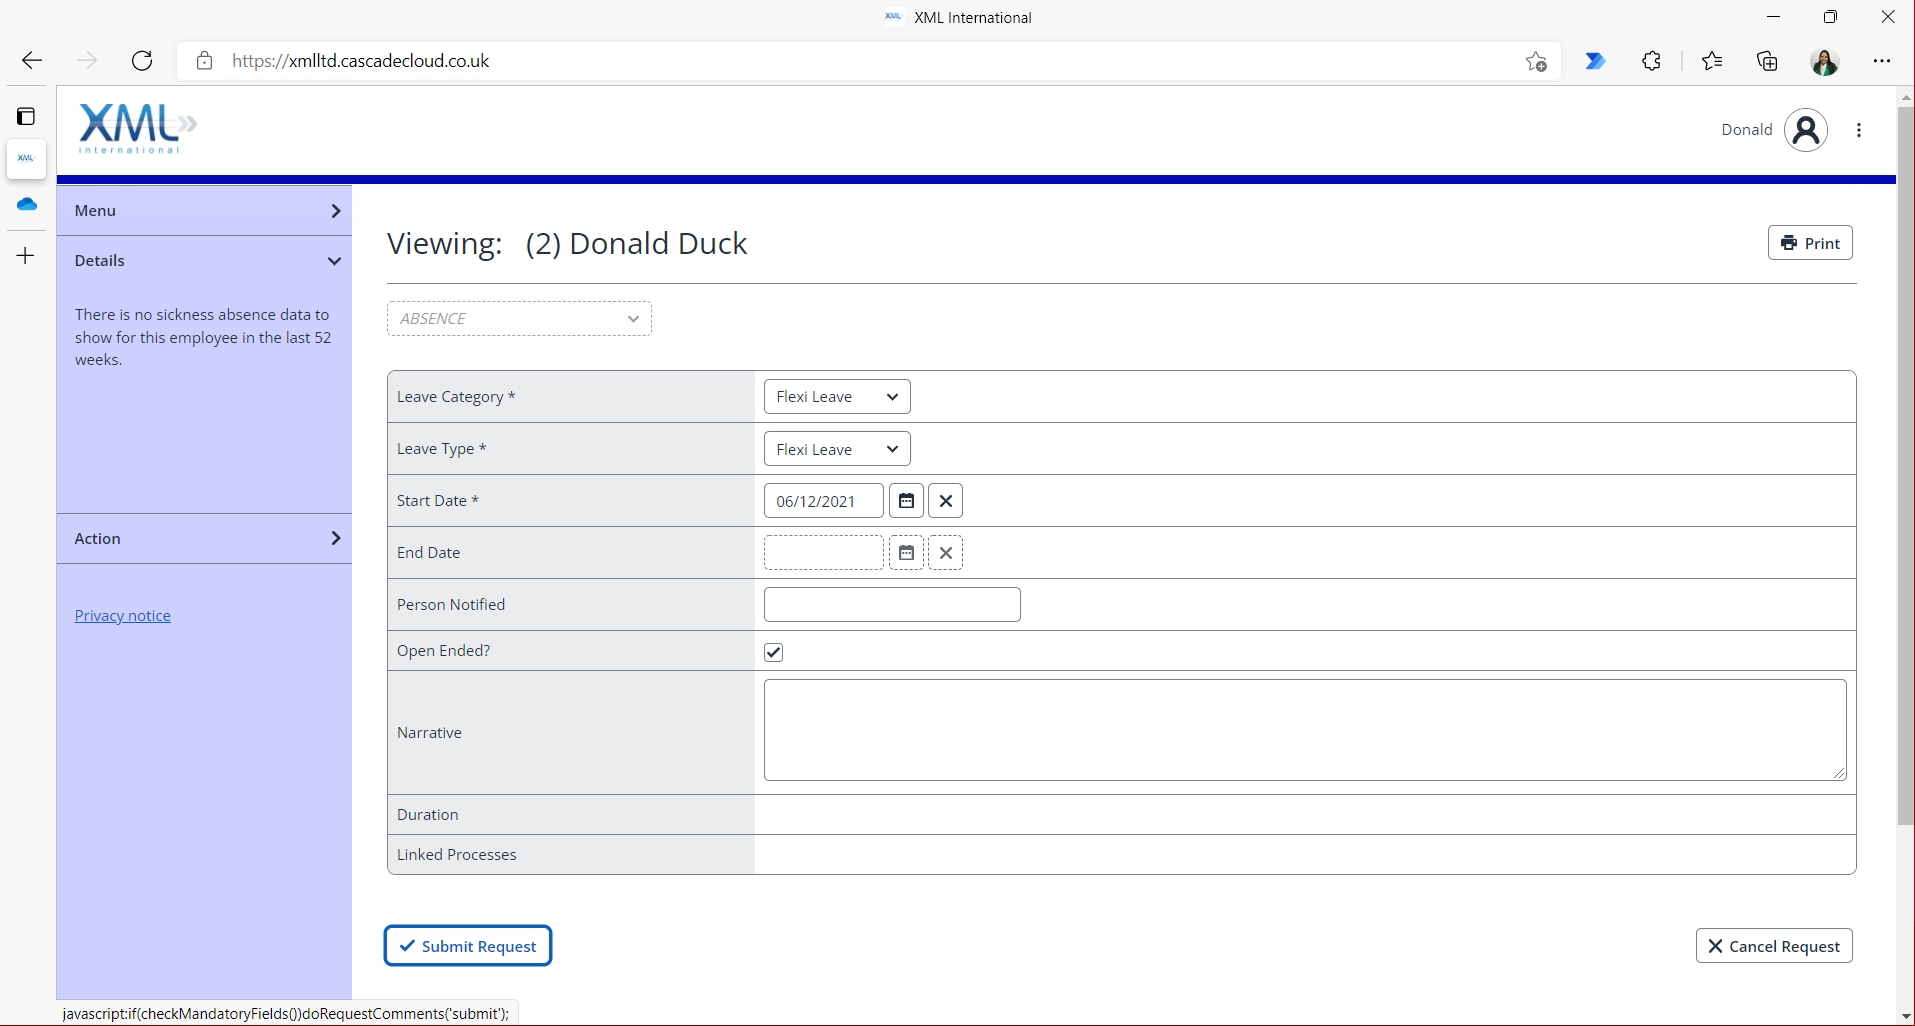 XML XML International
https://xmlltd.cascadecloud.co.uk
XML
XML
international
Donald
Menu
Details
There is no sickness absence data to
show for this employee in the last 52
weeks.
Action
Privacy notice
Viewing: (2) Donald Duck
Print
ABSENCE
Leave Category * Flexi Leave
Leave Type * Flexi Leave
Start Date * 06/12/2021
End Date
Person Notified
Open Ended?
Narrative
Duration
Linked Processes
Submit Request
Cancel Request
javascript:if(checkMandatoryFields())doRequestComments('submit');